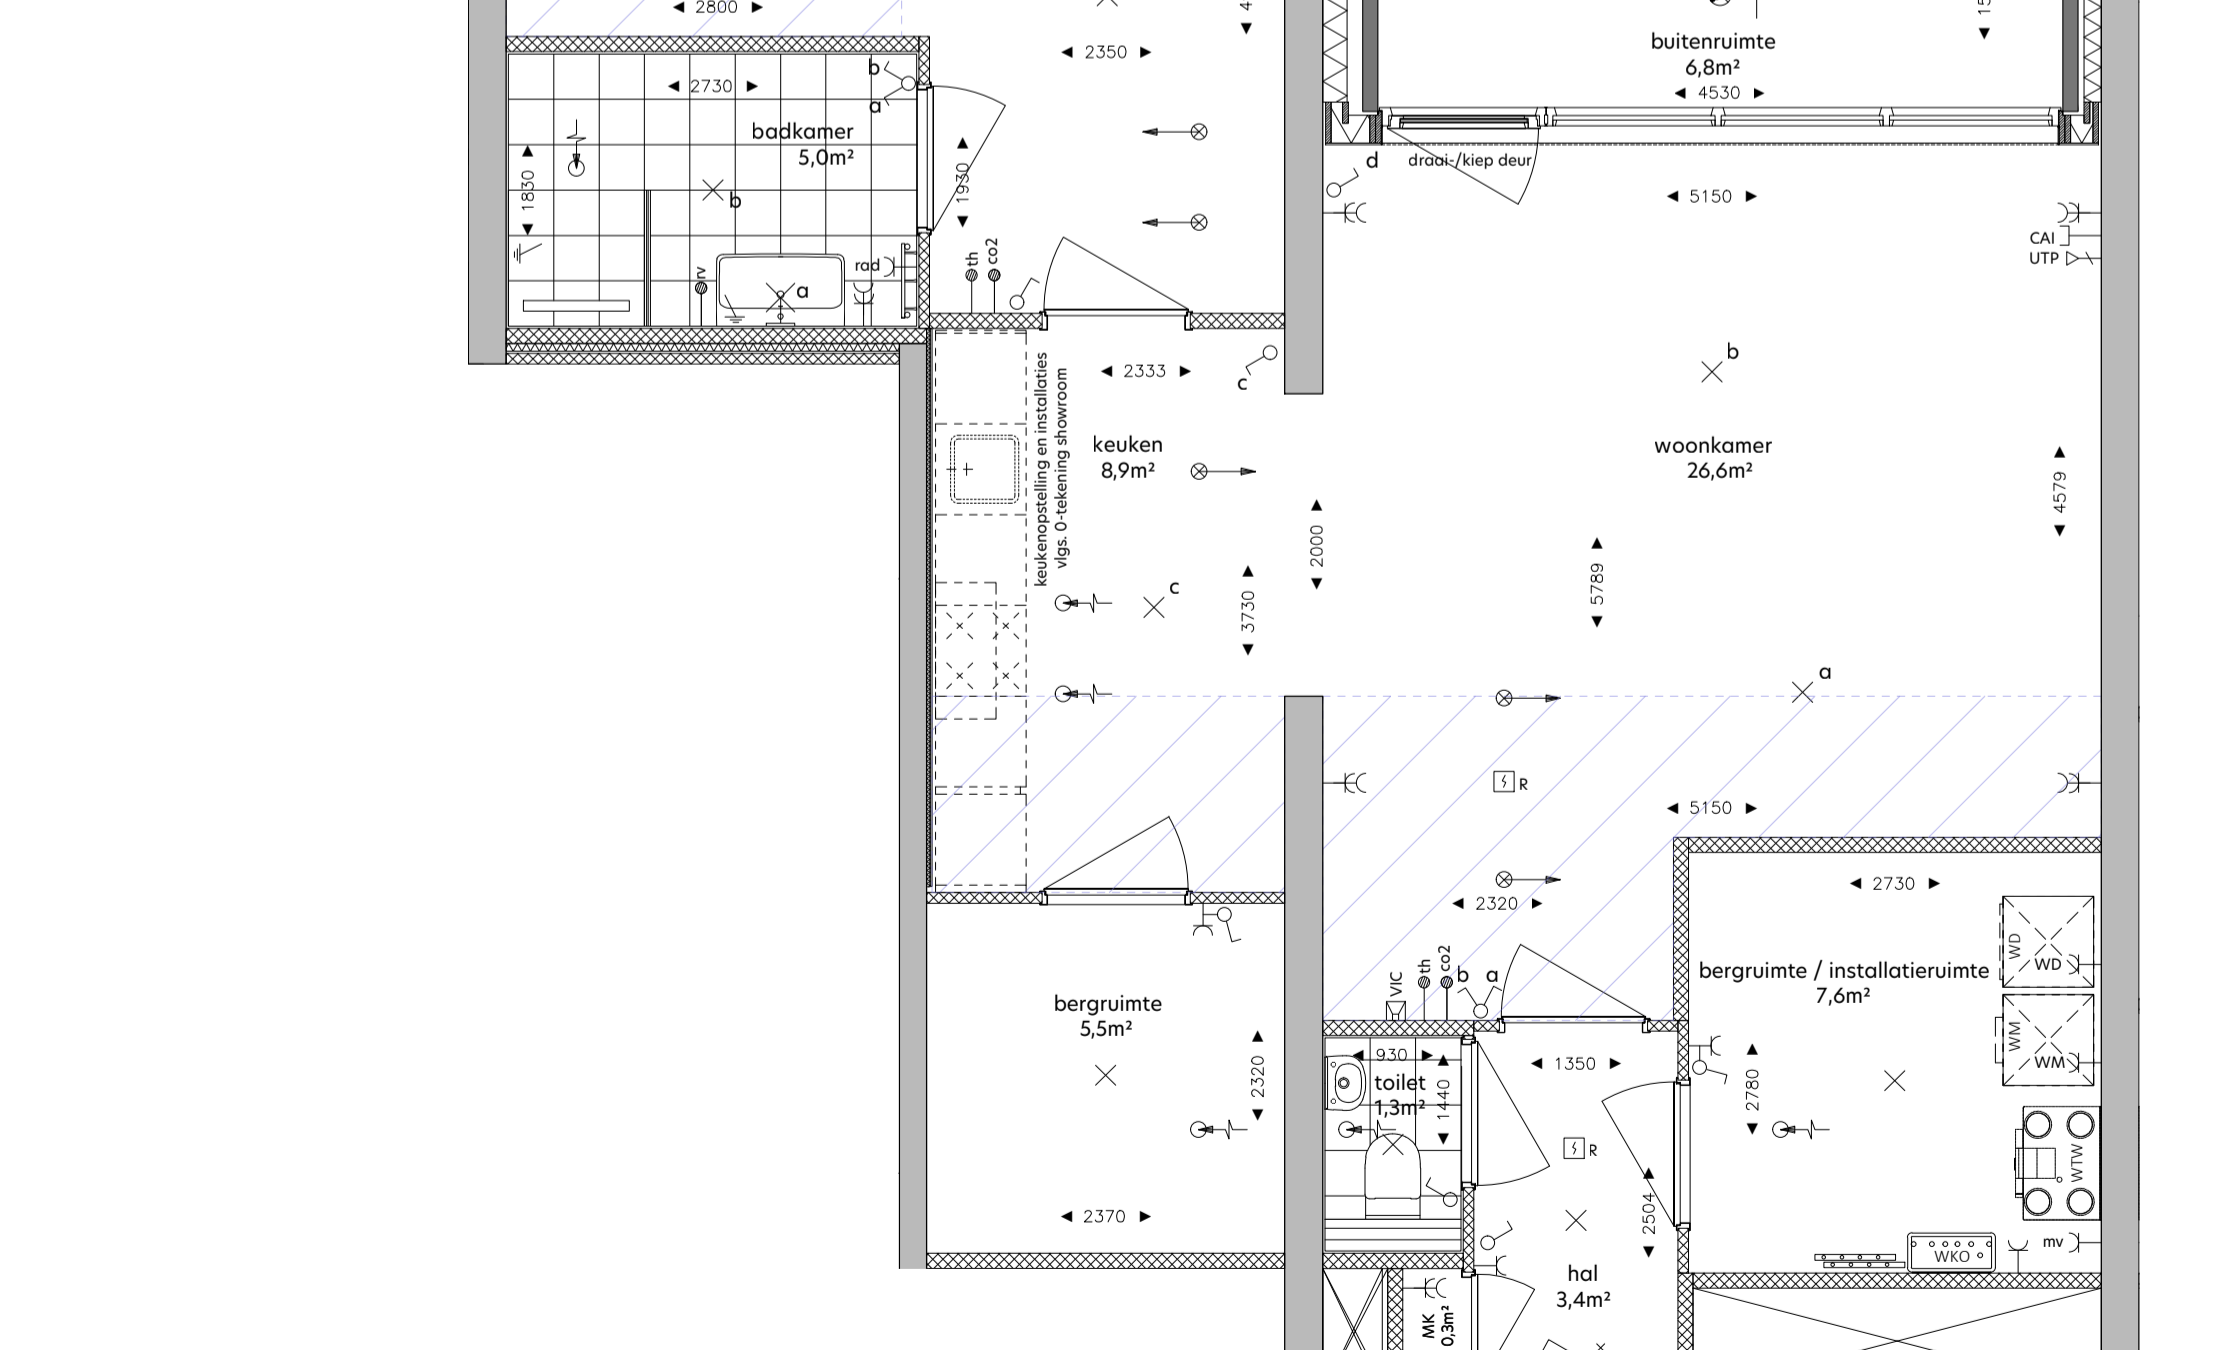 2800
4
2350
15
buitenruimte
6,8m²
4530
2730
b
a
badkamer
5,0m²
1830
1930
b
d
draai-/kiep deur
5150
CAI
UTP
th
co2
rv
rad
a
2333
c
keukenopstelling en installaties
vlgs. 0-tekening showroom
keuken
8,9m²
b
woonkamer
26,6m²
4579
2000
5789
3730
c
a
R
5150
2320
2730
WD
WD
VIC
th
co2
b
a
bergruimte / installatieruimte
7,6m²
bergruimte
5,5m²
WM
WM
2320
930
toilet
1,3m²
1440
1350
2780
R
WTW
2370
2504
mv
WKO
hal
3,4m²
MK
0,3m²